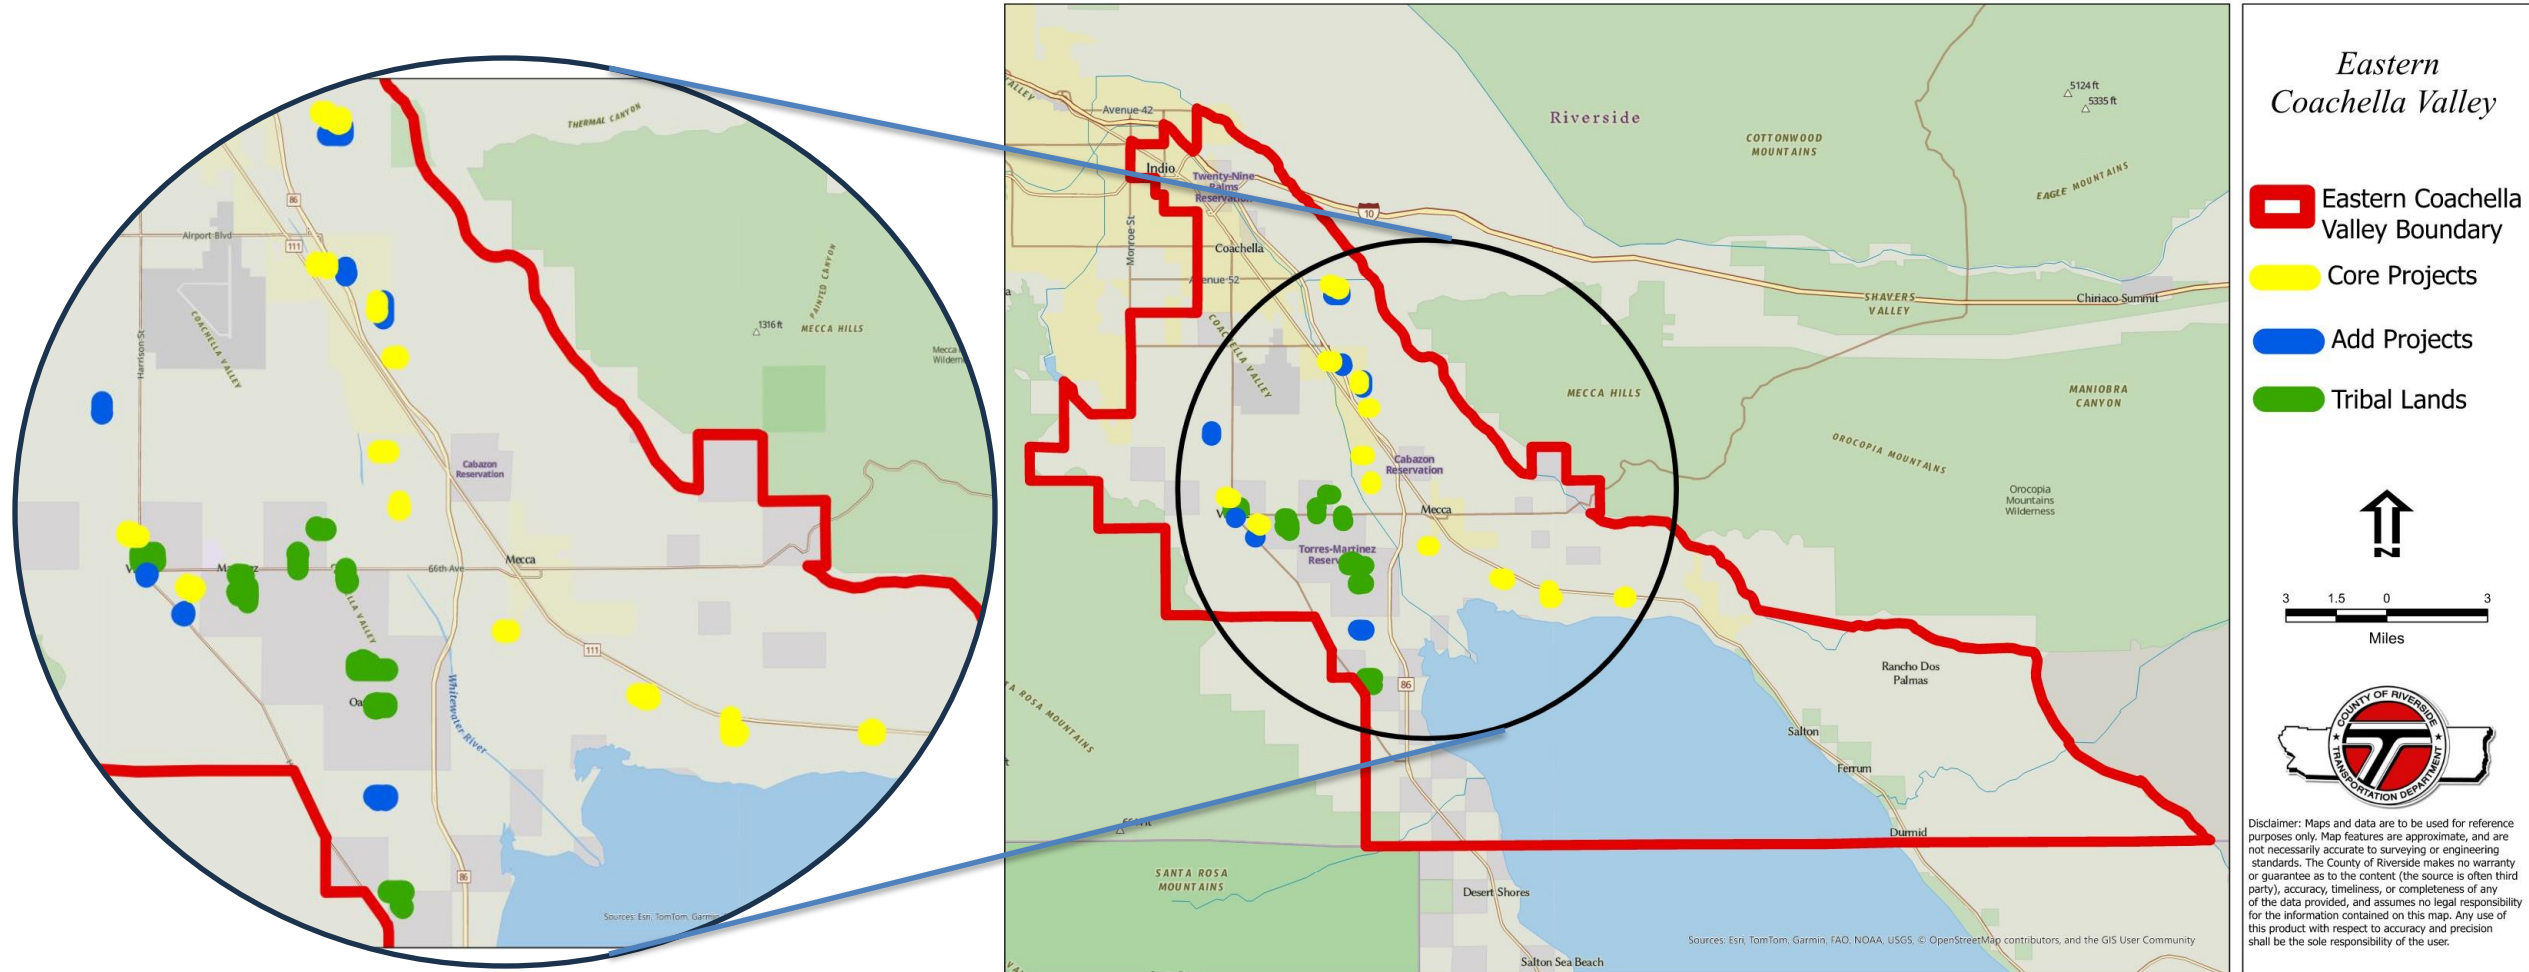 THERMAL CANYON
86
Airport Blvd
111
PAINTED CANYON
1316 ft
MECCA HILLS
COACHELLA VALLEY
Harrison St
Mecca
Cabazon
Reservation
Mecca
66th Ave
LLA VALLEY
111
Whitewater River
86
Sources: Esri, TomTom, Garmin,
VALLEY
Avenue 42
Indio
Twenty-Nine
Palms
Reservation
Monroe St
Coachella
Avenue 52
10
Riverside
COTTONWOOD
MOUNTAINS
5124 ft
5335 ft
EAGLE MOUNTAINS
SHAVERS
VALLEY
Chiriaco Summit
COACHELLA VALLEY
MECCA HILLS
MANIOBRA
CANYON
OROCOPIA MOUNTAINS
Cabazon
Reservation
Orocopia
Mountains
Wilderness
Mecca
Torres-Martinez
86
Rancho Dos
Palmas
A ROSA MOUNTAINS
Salton
Ferrum
Durmid
SANTA ROSA
MOUNTAINS
Desert Shores
Salton Sea Beach
Sources: Esri, TomTom, Garmin, FAO, NOAA, USGS, © OpenStreetMap contributors, and the GIS User Community
Eastern
Coachella Valley
Eastern Coachella
Valley Boundary
Core Projects
Add Projects
Tribal Lands
N
3 1.5 0 3
Miles
COUNTY OF RIVERSIDE
TRANSPORTATION DEPARTMENT
Disclaimer: Maps and data are to be used for reference
purposes only. Map features are approximate, and are
not necessarily accurate to surveying or engineering
standards. The County of Riverside makes no warranty
or guarantee as to the content (the source is often third
party), accuracy, timeliness, or completeness of any
of the data provided, and assumes no legal responsibility
for the information contained on this map. Any use of
this product with respect to accuracy and precision
shall be the sole responsibility of the user.